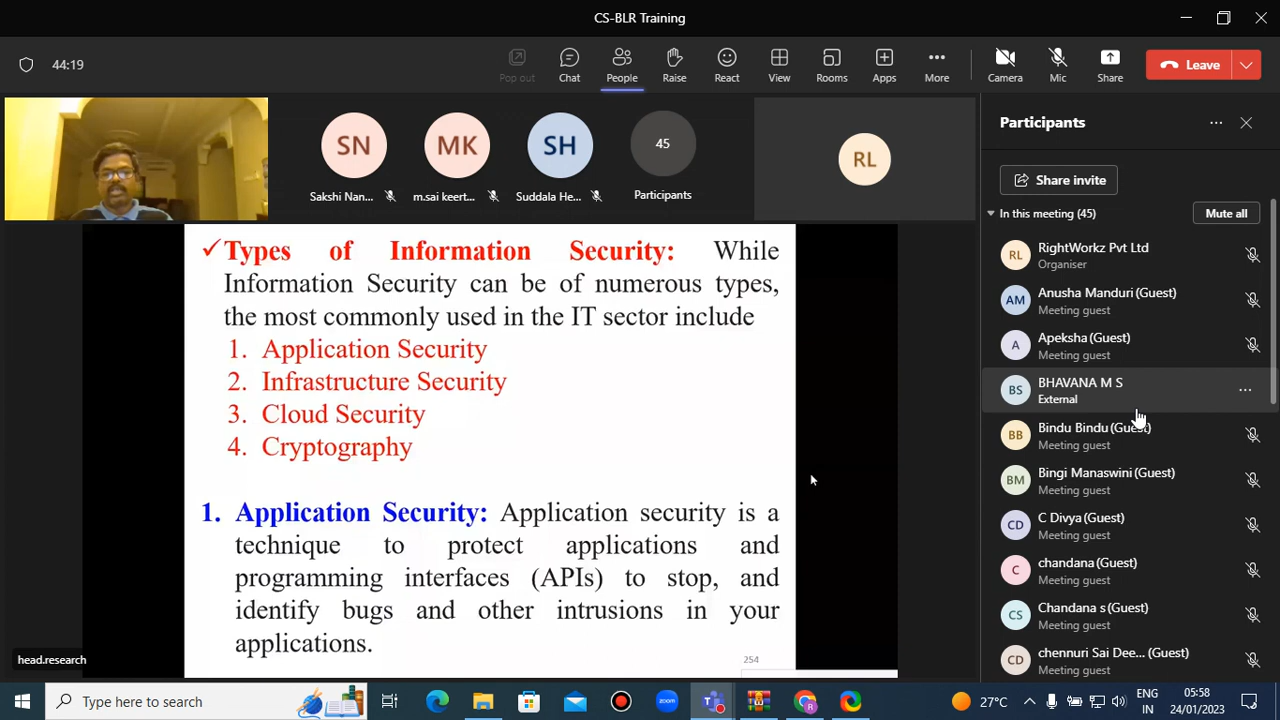 CS-BLR Training
44:19
Pop out
Chat
People
Raise
React
View
Rooms
Apps
More
Camera
Mic
Share
Leave
SN
MK
SH
45
RL
Sakshi Nan...
m.sai keert...
Suddala He...
Participants
✓Types of Information Security: While
Information Security can be of numerous types,
the most commonly used in the IT sector include
1. Application Security
2. Infrastructure Security
3. Cloud Security
4. Cryptography
1. Application Security: Application security is a
technique to protect applications and
programming interfaces (APIs) to stop, and
identify bugs and other intrusions in your
applications.
254
head.research
Participants
Share invite
In this meeting (45)
Mute all
RL
RightWorkz Pvt Ltd
Organiser
AM
Anusha Manduri (Guest)
Meeting guest
A
Apeksha (Guest)
Meeting guest
BS
BHAVANA M S
External
BB
Bindu Bindu (Guest)
Meeting guest
BM
Bingi Manaswini (Guest)
Meeting guest
CD
C Divya (Guest)
Meeting guest
C
chandana (Guest)
Meeting guest
CS
Chandana s (Guest)
Meeting guest
CD
chennuri Sai Dee... (Guest)
Meeting guest
Type here to search
zoom
27°C
ENG
IN
05:58
24/01/2023